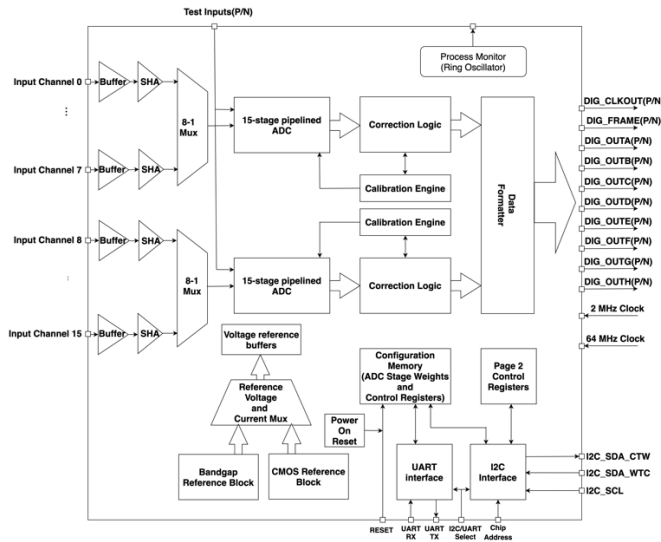 Test Inputs(P/N)
Process Monitor
(Ring Oscillator)
Input Channel 0
Buffer
SHA
...
8-1
Mux
15-stage pipelined
ADC
Correction Logic
Input Channel 7
Buffer
SHA
Calibration Engine
Calibration Engine
Input Channel 8
Buffer
SHA
...
8-1
Mux
15-stage pipelined
ADC
Correction Logic
Input Channel 15
Buffer
SHA
Data
Formatter
DIG_CLKOUT(P/N
DIG_FRAME(P/N)
DIG_OUTA(P/N)
DIG_OUTB(P/N)
DIG_OUTC(P/N)
DIG_OUTD(P/N)
DIG_OUTE(P/N)
DIG_OUTF(P/N)
DIG_OUTG(P/N)
DIG_OUTH(P/N)
2 MHz Clock
64 MHz Clock
Voltage reference
buffers
Reference
Voltage
and
Current Mux
Bandgap
Reference Block
CMOS Reference
Block
Configuration
Memory
(ADC Stage Weights
and
Control Registers)
Page 2
Control
Registers
Power
On
Reset
UART
interface
I2C
Interface
I2C_SDA_CTW
I2C_SDA_WTC
I2C_SCL
RESET
UART
RX
UART
TX
I2C/UART
Select
Chip
Address